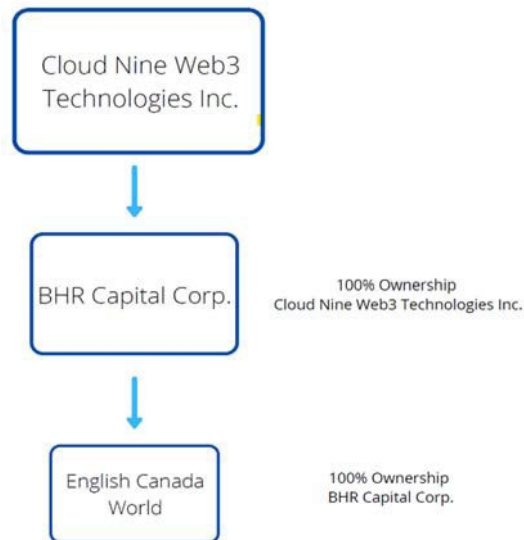 Cloud Nine Web3
Technologies Inc.
BHR Capital Corp.
100% Ownership
Cloud Nine Web3 Technologies Inc.
English Canada
World
100% Ownership
BHR Capital Corp.